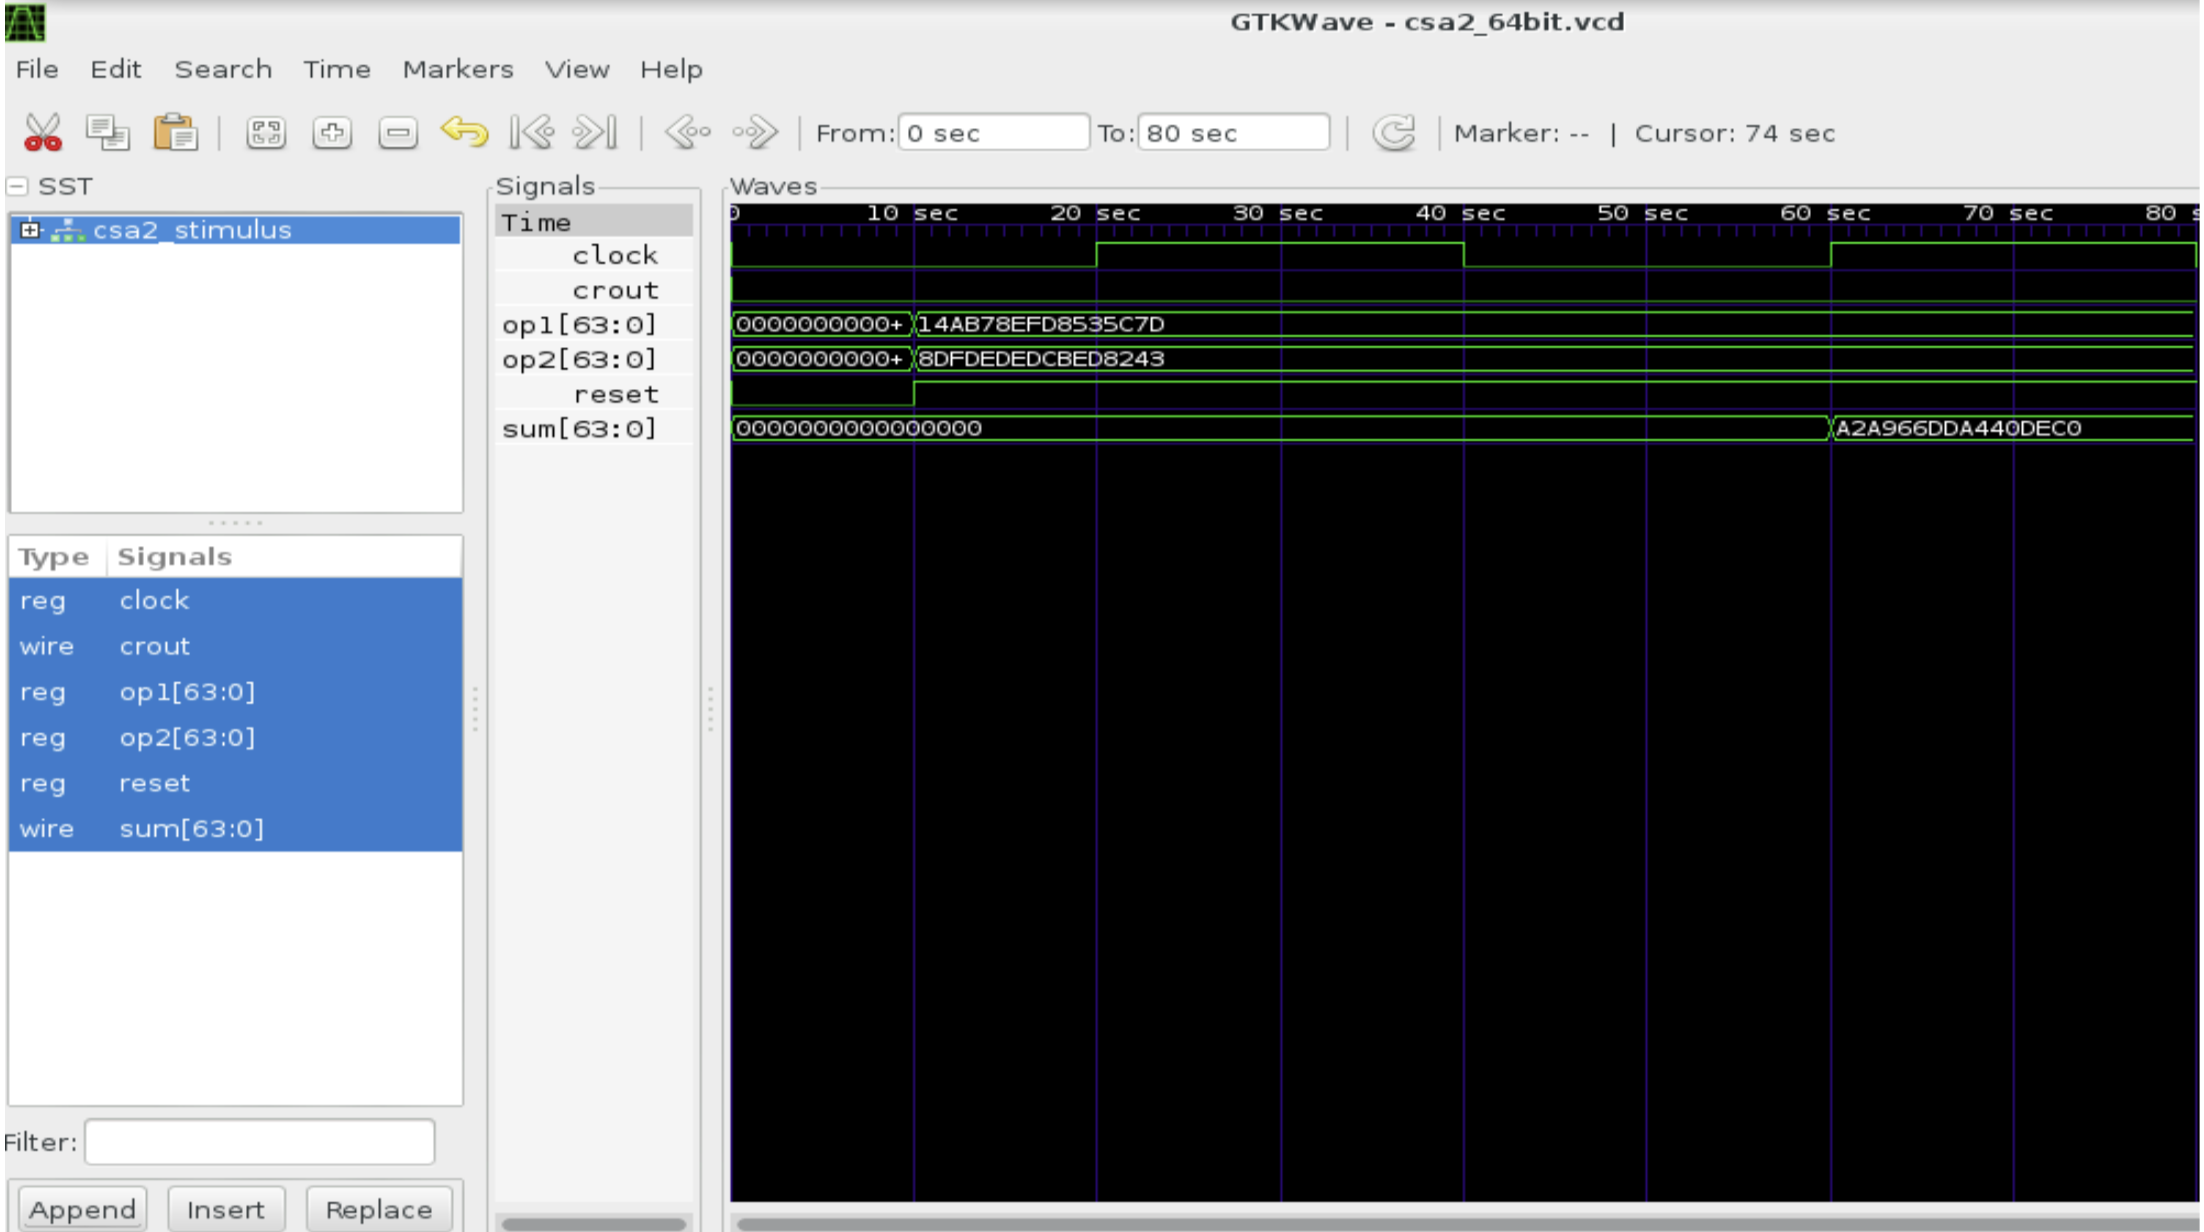 GTKWave - csa2_64bit.vcd
File Edit Search Time Markers View Help
From: 0 sec To: 80 sec Marker: -- | Cursor: 74 sec
SST
csa2_stimulus
Type Signals
reg clock
wire crout
reg op1[63:0]
reg op2[63:0]
reg reset
wire sum[63:0]
Filter:
Append Insert Replace
Signals
Time
clock
crout
op1[63:0]
op2[63:0]
reset
sum[63:0]
Waves
0 10 sec 20 sec 30 sec 40 sec 50 sec 60 sec 70 sec 80 s
0000000000+ 14AB78EFD8535C7D
0000000000+ 8DFDEDEDCBED8243
0000000000000000 A2A966DDA440DEC0